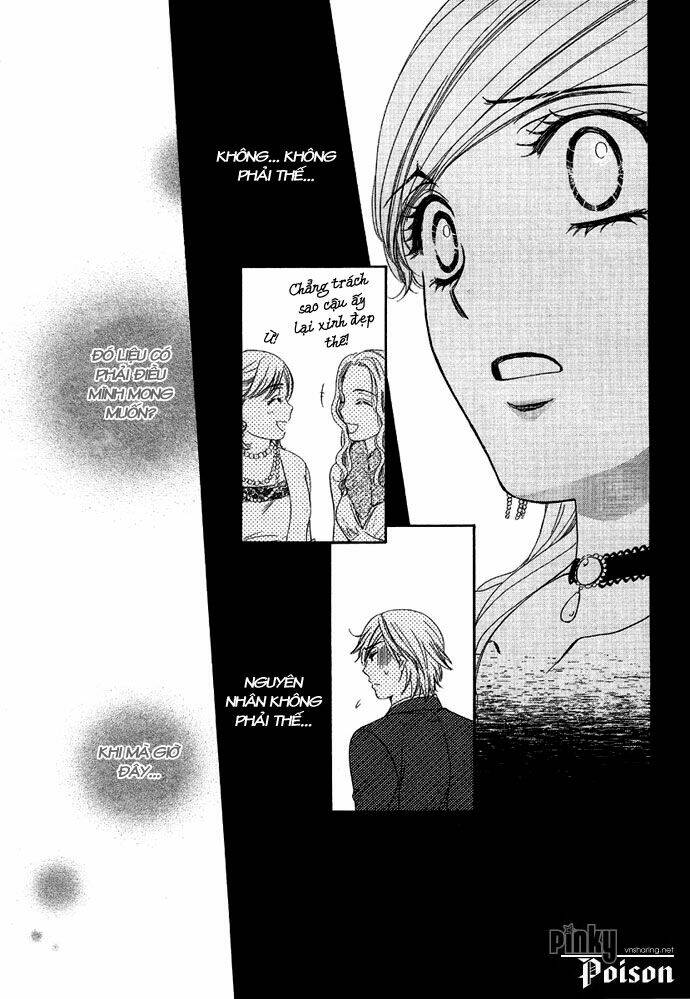 KHÔNG... KHÔNG
PHẢI THẾ...
Chẳng trách
sao cậu ấy
lại xinh đẹp
thế!
Ừ!
NGUYÊN
NHÂN KHÔNG
PHẢI THẾ...
ĐÓ LIỆU CÓ
PHẢI ĐIỀU
MÌNH MONG
MUỐN?
KHI MÀ GIỜ
ĐÂY...
pinky
vnsharing.net
Poison